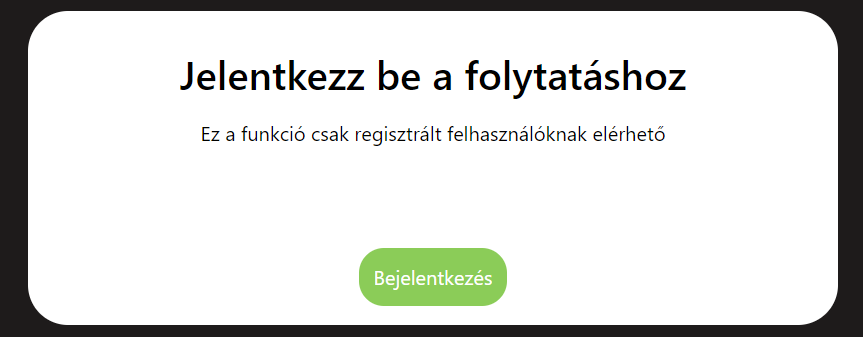 Jelentkezz be a folytatáshoz
Ez a funkció csak regisztrált felhasználóknak elérhető
Bejelentkezés